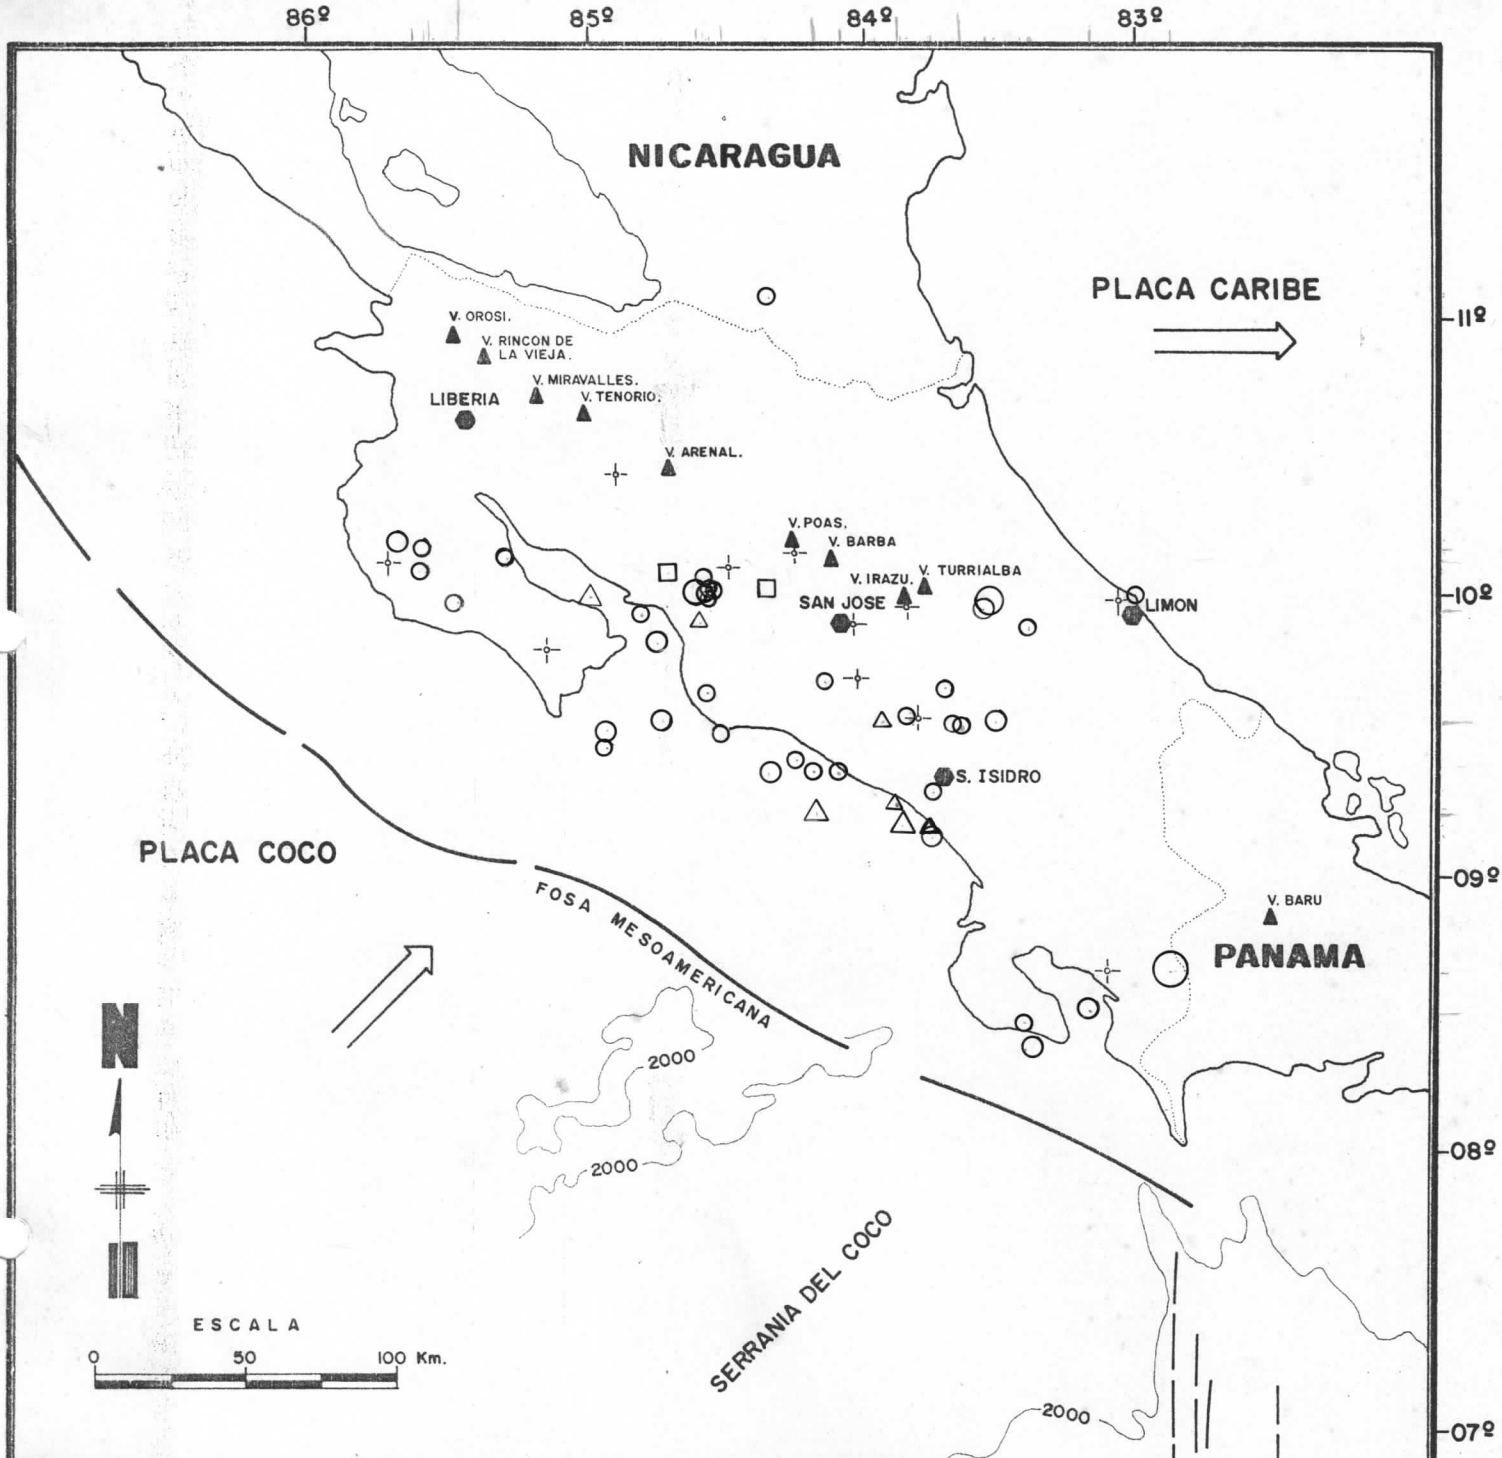 86º 85º 84º 83º
NICARAGUA
PLACA CARIBE
11º
V. OROSI.
V. RINCON DE
LA VIEJA.
V. MIRAVALLES.
LIBERIA
V. TENORIO.
V. ARENAL.
V. POAS.
V. BARBA
V. IRAZU.
V. TURRIALBA
SAN JOSE
LIMON
10º
S. ISIDRO
PLACA COCO
09º
FOSA MESOAMERICANA
V. BARU
PANAMA
N
2000
2000
08º
SERRANIA DEL COCO
ESCALA
0 50 100 Km.
2000
07º